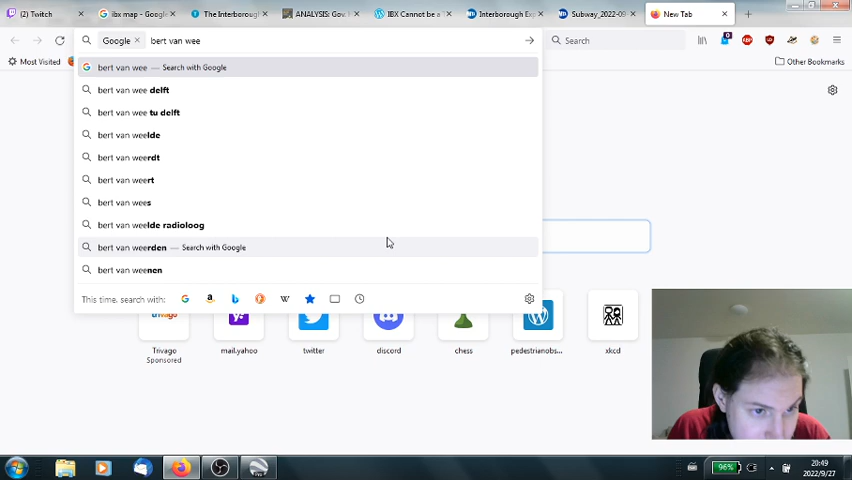 Twitch
ibx map - Google
The Interborough
ANALYSIS: Gov.
IBX Cannot be a
Interborough Exp
Subway_2022-09-
New Tab
Google
bert van wee
Search
Most Visited
Other Bookmarks
bert van wee — Search with Google
bert van wee delft
bert van wee tu delft
bert van weelde
bert van weerdt
bert van weert
bert van wees
bert van weelde radioloog
bert van weerden — Search with Google
bert van weenen
This time, search with:
Trivago
Sponsored
mail.yahoo
twitter
discord
chess
pedestrianobs...
xkcd
96%
20:49
2022/9/27